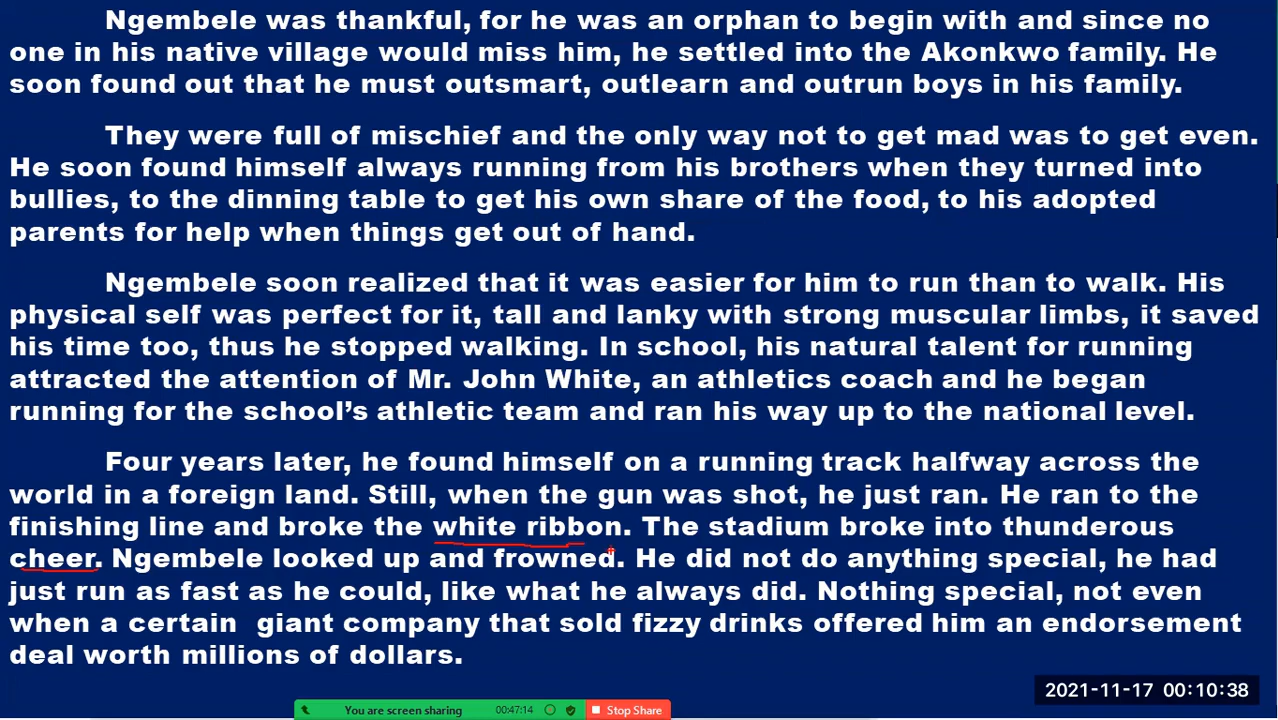 Ngembele was thankful, for he was an orphan to begin with and since no
one in his native village would miss him, he settled into the Akonkwo family. He
soon found out that he must outsmart, outlearn and outrun boys in his family.
They were full of mischief and the only way not to get mad was to get even.
He soon found himself always running from his brothers when they turned into
bullies, to the dinning table to get his own share of the food, to his adopted
parents for help when things get out of hand.
Ngembele soon realized that it was easier for him to run than to walk. His
physical self was perfect for it, tall and lanky with strong muscular limbs, it saved
his time too, thus he stopped walking. In school, his natural talent for running
attracted the attention of Mr. John White, an athletics coach and he began
running for the school’s athletic team and ran his way up to the national level.
Four years later, he found himself on a running track halfway across the
world in a foreign land. Still, when the gun was shot, he just ran. He ran to the
finishing line and broke the white ribbon. The stadium broke into thunderous
cheer. Ngembele looked up and frowned. He did not do anything special, he had
just run as fast as he could, like what he always did. Nothing special, not even
when a certain  giant company that sold fizzy drinks offered him an endorsement
deal worth millions of dollars.
2021-11-17 00:10:38
You are screen sharing 00:47:14 Stop Share